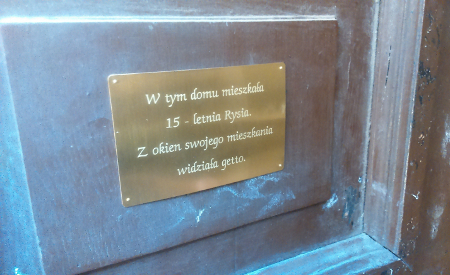 W tym domu mieszkała
15 - letnia Rysia.
Z okien swojego mieszkania
widziała getto.